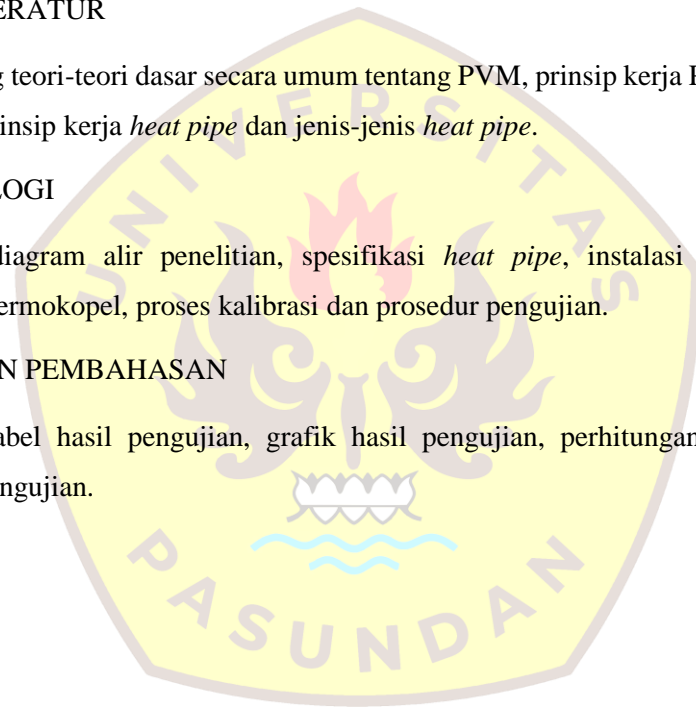 ERATUR
g teori-teori dasar secara umum tentang PVM, prinsip kerja
insip kerja heat pipe dan jenis-jenis heat pipe.
LOGI
diagram alir penelitian, spesifikasi heat pipe, instalasi
ermokopel, proses kalibrasi dan prosedur pengujian.
N PEMBAHASAN
abel hasil pengujian, grafik hasil pengujian, perhitungan
ngujian.
UNIVERSITAS
PASUNDAN